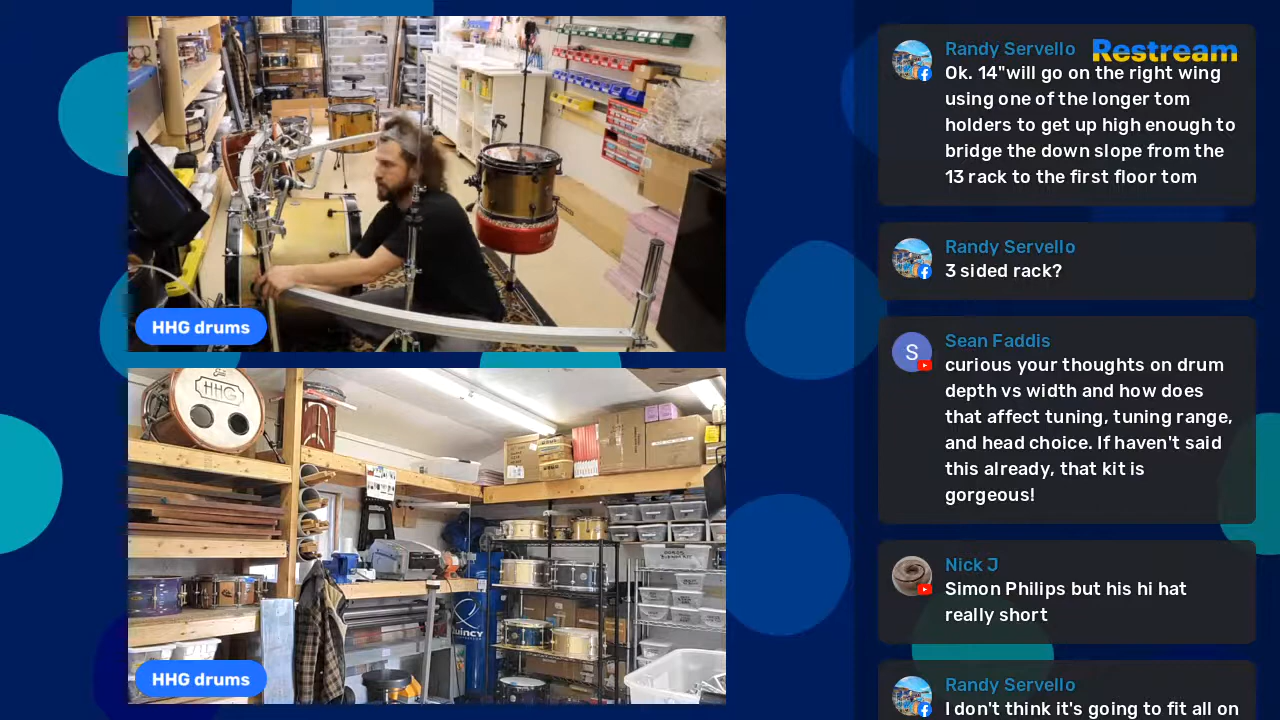 Randy Servello
Restream
Ok. 14"will go on the right wing
using one of the longer tom
holders to get up high enough to
bridge the down slope from the
13 rack to the first floor tom
Randy Servello
3 sided rack?
S
Sean Faddis
curious your thoughts on drum
depth vs width and how does
that affect tuning, tuning range,
and head choice. If haven't said
this already, that kit is
gorgeous!
Nick J
Simon Philips but his hi hat
really short
Randy Servello
I don't think it's going to fit all on
HHG drums
HHG
Quincy
HHG drums